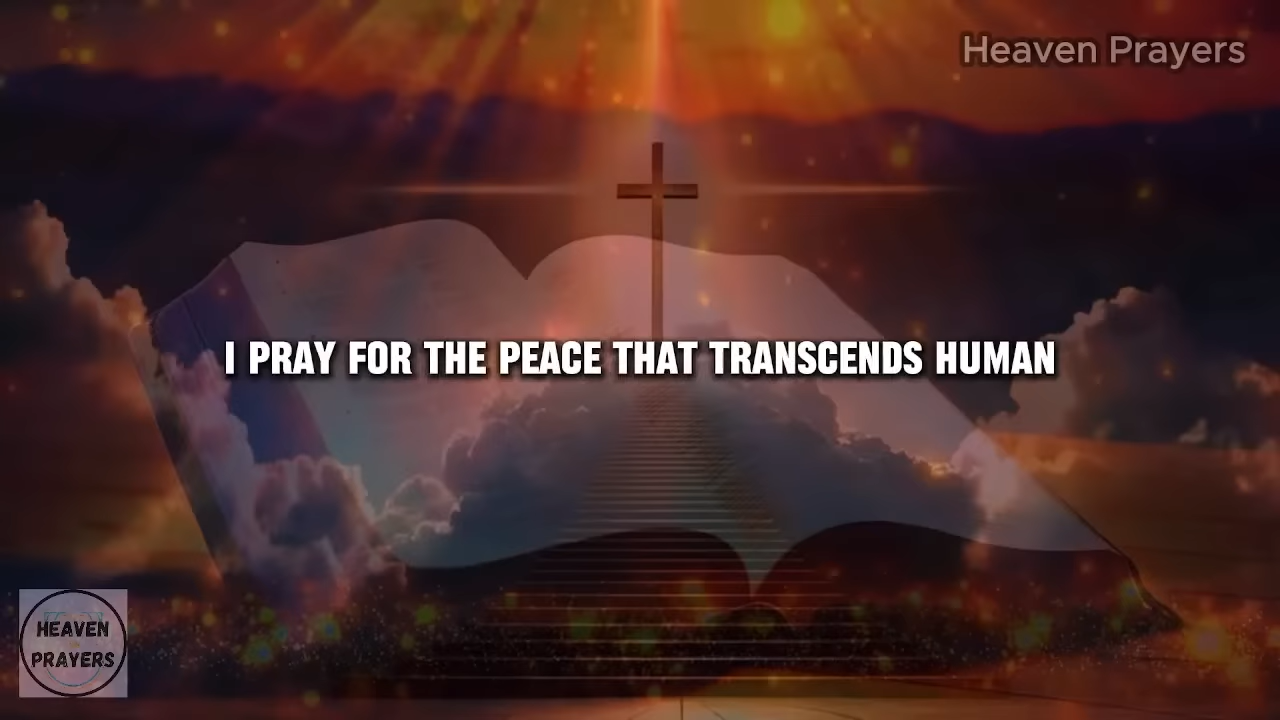 Heaven Prayers
I PRAY FOR THE PEACE THAT TRANSCENDS HUMAN
HEAVEN
PRAYERS